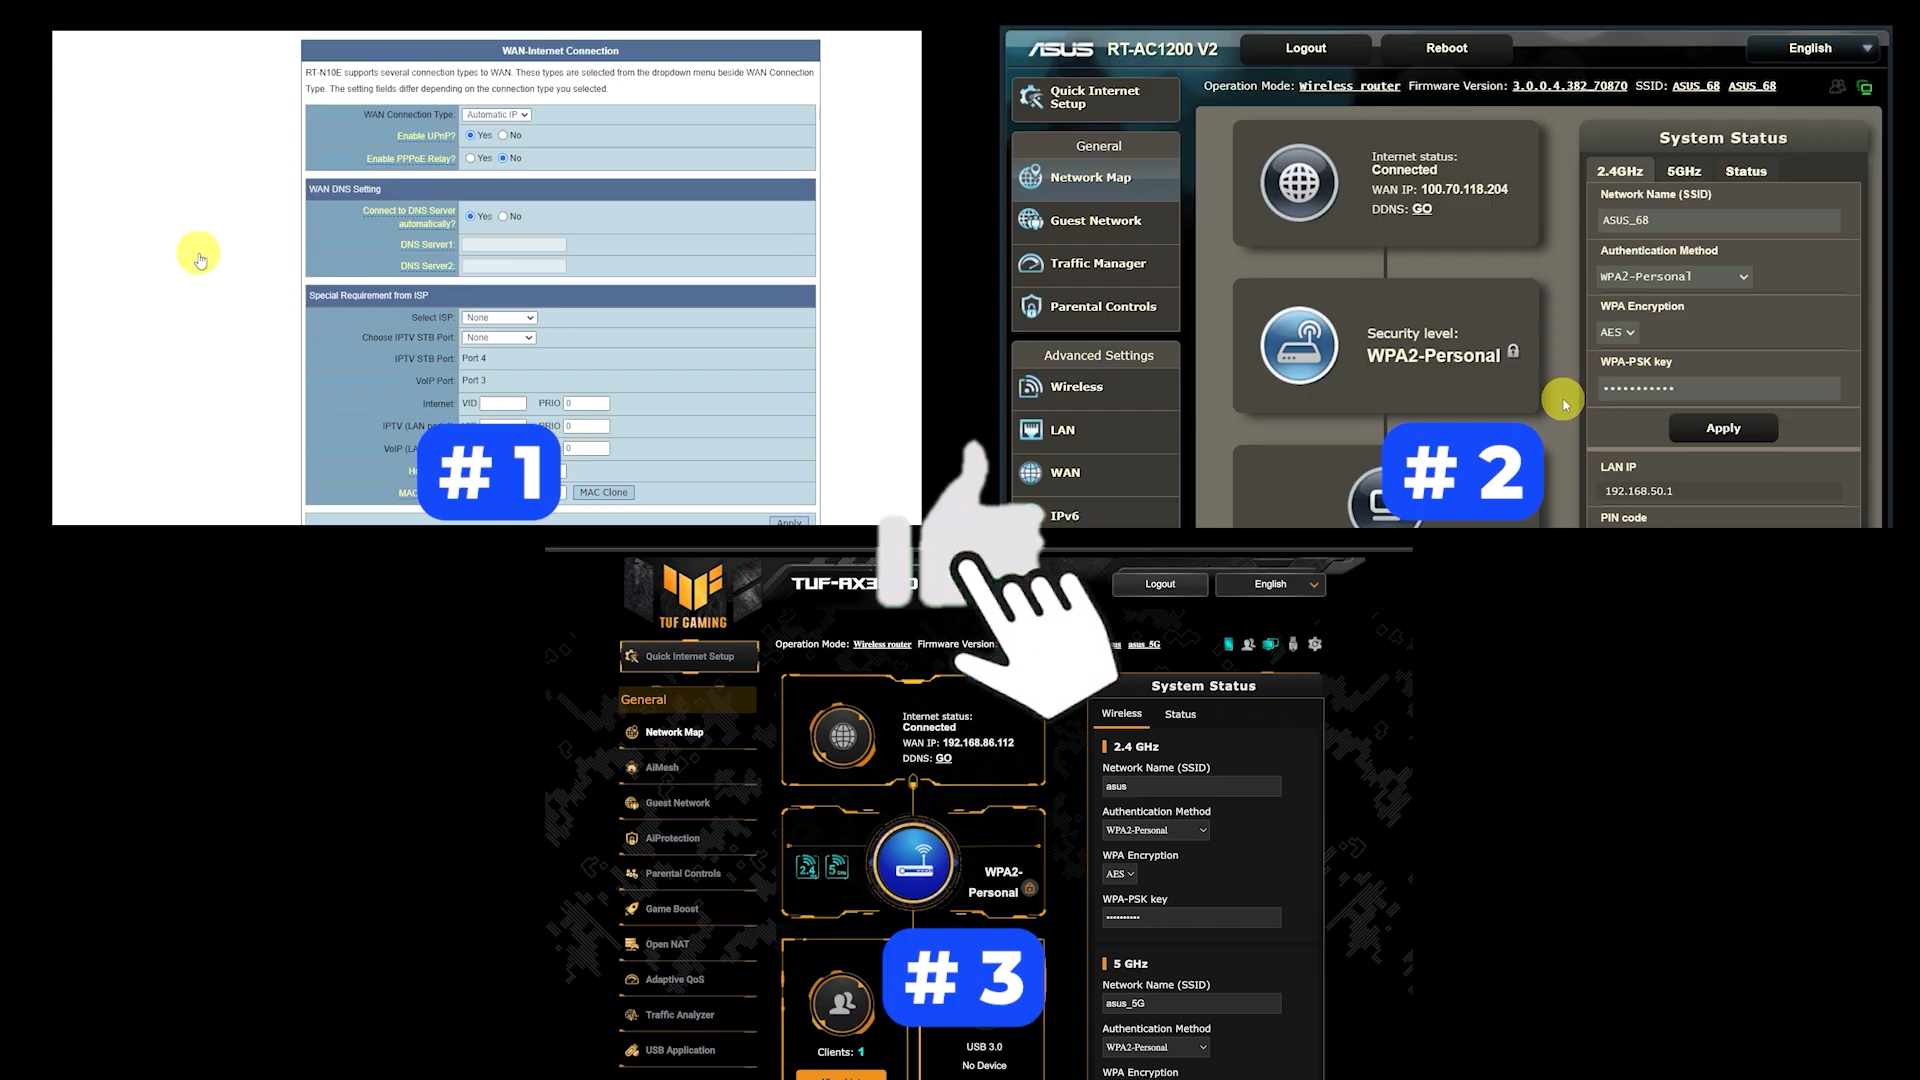 WAN-Internet Connection
RT-N10E supports several connection types to WAN. These types are selected from the dropdown menu beside WAN Connection
Type. The setting fields differ depending on the connection type you selected.
WAN Connection Type: Automatic IP
Enable UPnP? Yes No
Enable PPPoE Relay? Yes No
WAN DNS Setting
Connect to DNS Server
automatically? Yes No
DNS Server1:
DNS Server2:
Special Requirement from ISP
Select ISP: None
Choose IPTV STB Port: None
IPTV STB Port: Port 4
VoIP Port: Port 3
Internet: VID PRIO 0
IPTV (LAN PRIO 0
VoIP (LA 0
MAC Clone
Apply
# 1
ASUS RT-AC1200 V2 Logout Reboot English
Operation Mode: Wireless router Firmware Version: 3.0.0.4.382_70870 SSID: ASUS_68 ASUS_68
Quick Internet
Setup
General
Network Map
Guest Network
Traffic Manager
Parental Controls
Advanced Settings
Wireless
LAN
WAN
IPv6
Internet status:
Connected
WAN IP: 100.70.118.204
DDNS: GO
Security level:
WPA2-Personal
System Status
2.4GHz 5GHz Status
Network Name (SSID)
ASUS_68
Authentication Method
WPA2-Personal
WPA Encryption
AES
WPA-PSK key
Apply
LAN IP
192.168.50.1
PIN code
# 2
TUF GAMING
TUF-AX3 0 Logout English
Operation Mode: Wireless router Firmware Version: asus_5G
Quick Internet Setup
General
Network Map
AiMesh
Guest Network
AiProtection
Parental Controls
Game Boost
Open NAT
Adaptive QoS
Traffic Analyzer
USB Application
Internet status:
Connected
WAN IP: 192.168.86.112
DDNS: GO
2.4 5 GHz
WPA2-
Personal
Clients: 1
USB 3.0
No Device
System Status
Wireless Status
2.4 GHz
Network Name (SSID)
asus
Authentication Method
WPA2-Personal
WPA Encryption
AES
WPA-PSK key
5 GHz
Network Name (SSID)
asus_5G
Authentication Method
WPA2-Personal
WPA Encryption
# 3